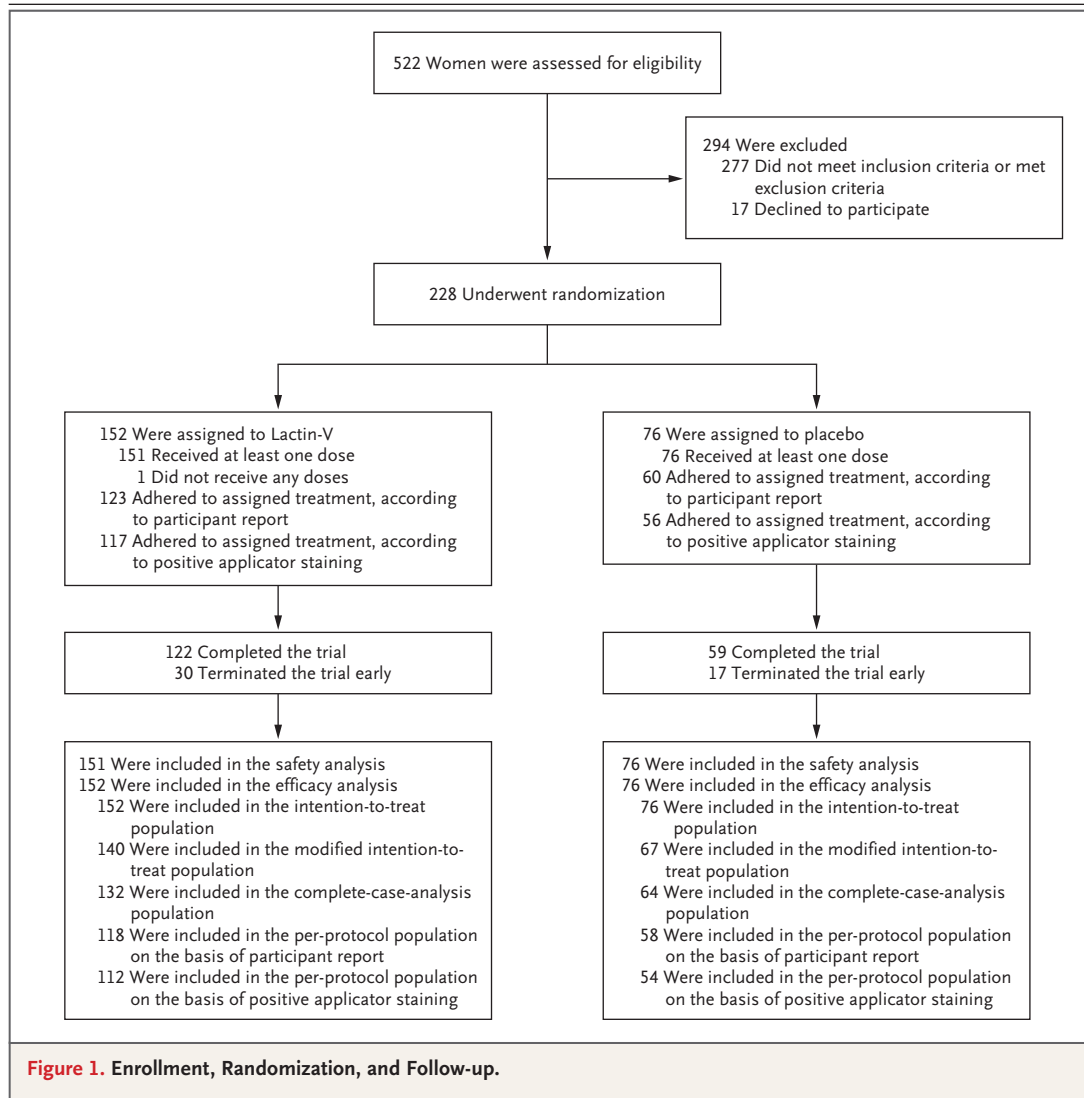 522 Women were assessed for eligibility
294 Were excluded
277 Did not meet inclusion criteria or met
exclusion criteria
17 Declined to participate
228 Underwent randomization
152 Were assigned to Lactin-V
151 Received at least one dose
1 Did not receive any doses
123 Adhered to assigned treatment, according
to participant report
117 Adhered to assigned treatment, according
to positive applicator staining
76 Were assigned to placebo
76 Received at least one dose
60 Adhered to assigned treatment, according
to participant report
56 Adhered to assigned treatment, according
to positive applicator staining
122 Completed the trial
30 Terminated the trial early
59 Completed the trial
17 Terminated the trial early
151 Were included in the safety analysis
152 Were included in the efficacy analysis
152 Were included in the intention-to-treat
population
140 Were included in the modified intention-to-
treat population
132 Were included in the complete-case-analysis
population
118 Were included in the per-protocol population
on the basis of participant report
112 Were included in the per-protocol population
on the basis of positive applicator staining
76 Were included in the safety analysis
76 Were included in the efficacy analysis
76 Were included in the intention-to-treat
population
67 Were included in the modified intention-to-
treat population
64 Were included in the complete-case-analysis
population
58 Were included in the per-protocol population
on the basis of participant report
54 Were included in the per-protocol population
on the basis of positive applicator staining
Figure 1. Enrollment, Randomization, and Follow-up.